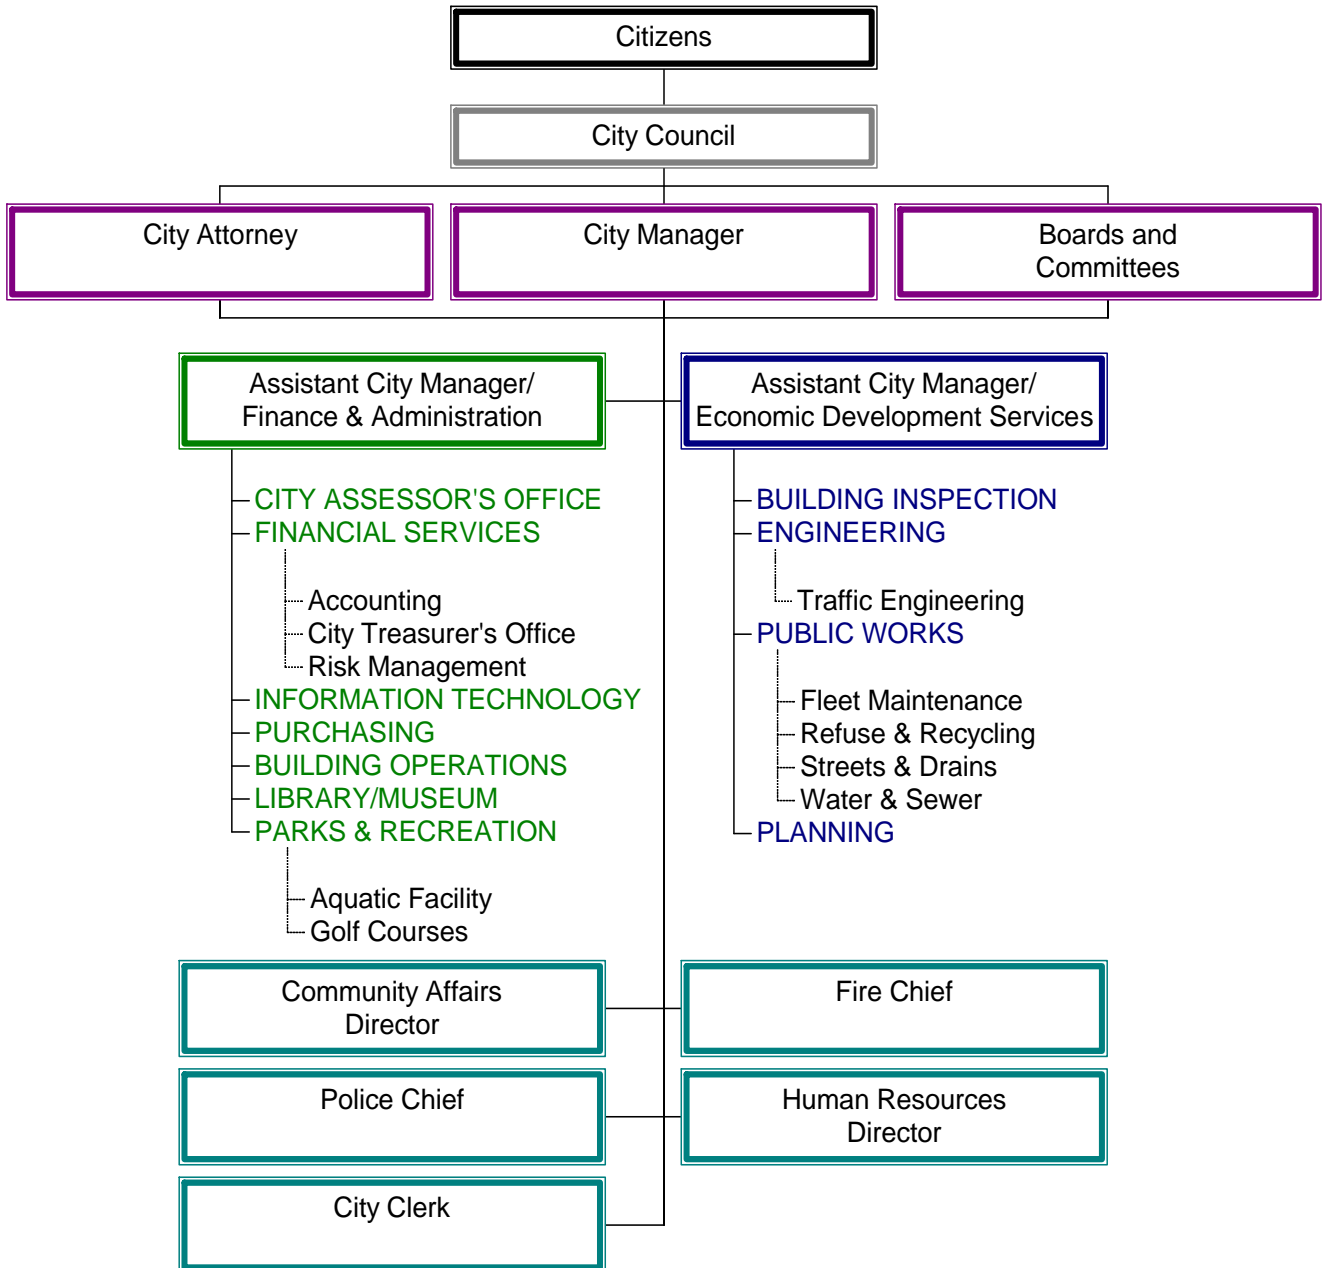 Citizens
City Council
City Attorney
City Manager
Boards and
Committees
Assistant City Manager/
Finance & Administration
Assistant City Manager/
Economic Development Services
CITY ASSESSOR'S OFFICE
FINANCIAL SERVICES
Accounting
City Treasurer's Office
Risk Management
INFORMATION TECHNOLOGY
PURCHASING
BUILDING OPERATIONS
LIBRARY/MUSEUM
PARKS & RECREATION
Aquatic Facility
Golf Courses
BUILDING INSPECTION
ENGINEERING
Traffic Engineering
PUBLIC WORKS
Fleet Maintenance
Refuse & Recycling
Streets & Drains
Water & Sewer
PLANNING
Community Affairs
Director
Fire Chief
Police Chief
Human Resources
Director
City Clerk